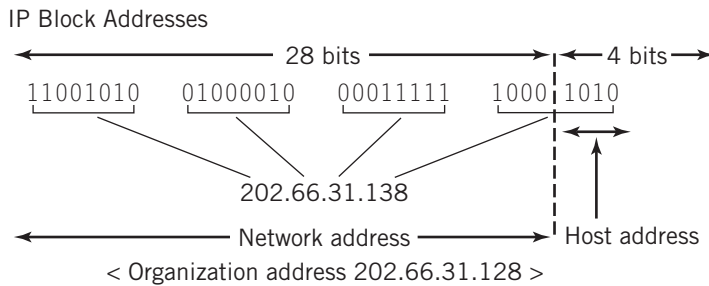 IP Block Addresses
28 bits 4 bits
11001010 01000010 00011111 1000 1010
202.66.31.138
Network address Host address
< Organization address 202.66.31.128 >